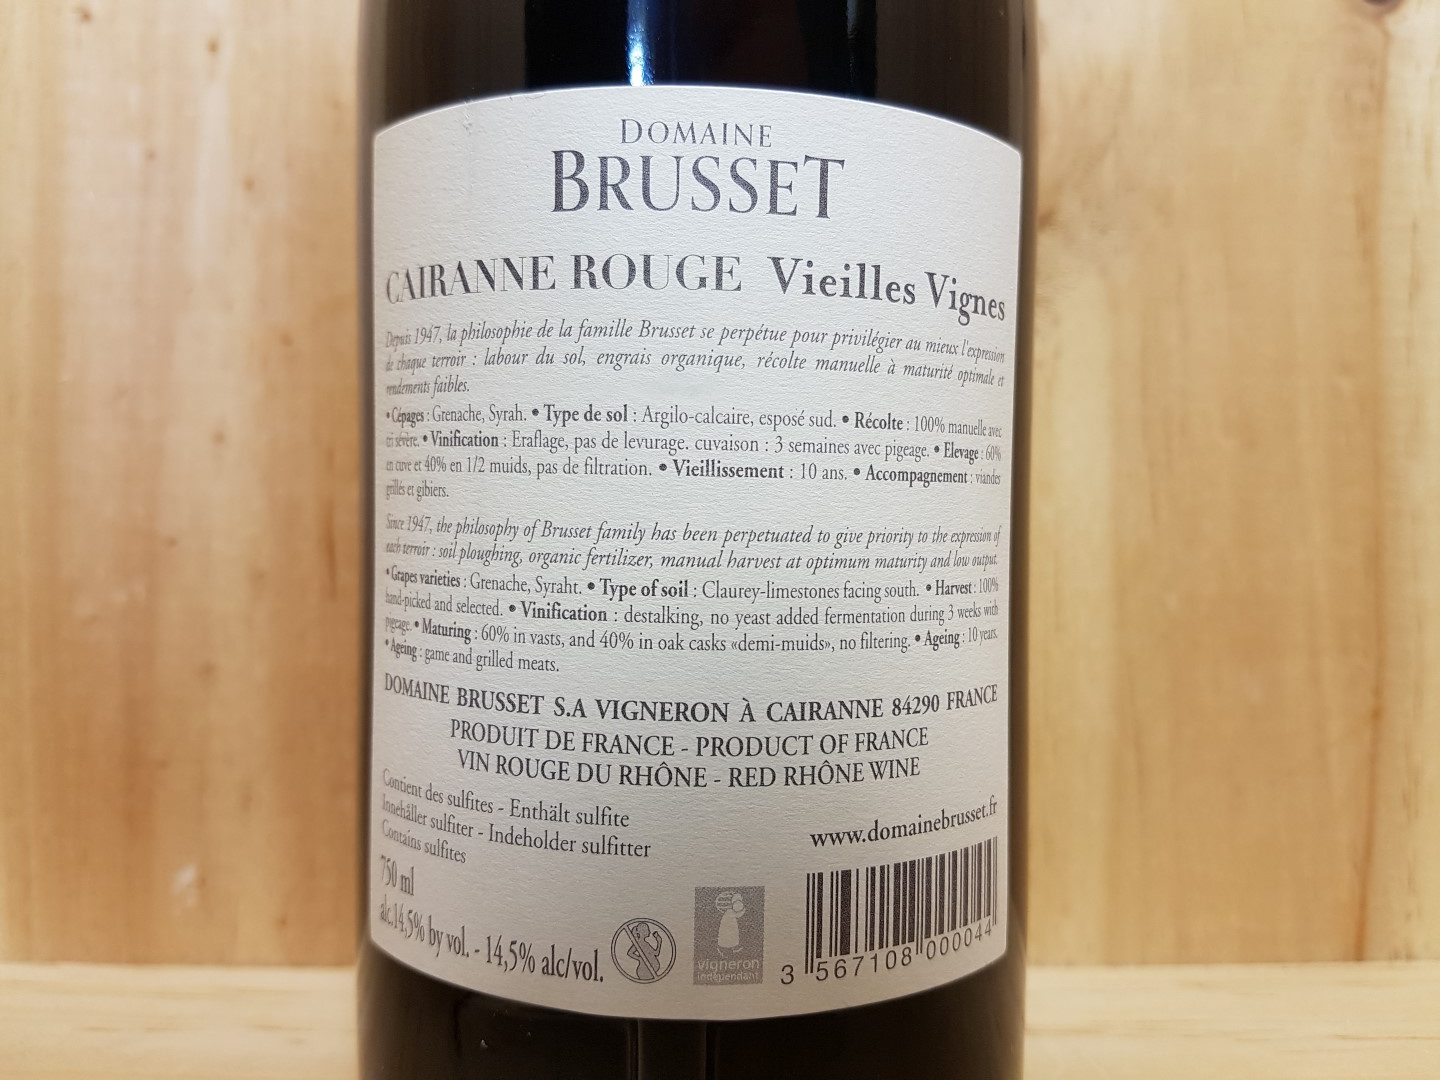 DOMAINE
BRUSSET
CAIRANNE ROUGE Vieilles Vignes
Depuis 1947, la philosophie de la famille Brusset se perpétue pour privilégier au mieux l'expression
de chaque terroir : labour du sol, engrais organique, récolte manuelle à maturité optimale et
rendements faibles.
• Cépages : Grenache, Syrah. • Type de sol : Argilo-calcaire, esposé sud. • Récolte : 100% manuelle avec
tri sévère. • Vinification : Eraflage, pas de levurage. cuvaison : 3 semaines avec pigeage. • Elevage : 60%
en cuve et 40% en 1/2 muids, pas de filtration. • Vieillissement : 10 ans. • Accompagnement : viandes
grillés et gibiers.
Since 1947, the philosophy of Brusset family has been perpetuated to give priority to the expression of
each terroir : soil ploughing, organic fertilizer, manual harvest at optimum maturity and low output.
• Grapes varieties : Grenache, Syraht. • Type of soil : Claurey-limestones facing south. • Harvest : 100%
hand-picked and selected. • Vinification : destalking, no yeast added fermentation during 3 weeks with
pigeage. • Maturing : 60% in vasts, and 40% in oak casks «demi-muids», no filtering. • Ageing : 10 years.
• Ageing : game and grilled meats.
DOMAINE BRUSSET S.A VIGNERON À CAIRANNE 84290 FRANCE
PRODUIT DE FRANCE - PRODUCT OF FRANCE
VIN ROUGE DU RHÔNE - RED RHÔNE WINE
Contient des sulfites - Enthält sulfite
Innehåller sulfiter - Indeholder sulfitter
Contains sulfites
www.domainebrusset.fr
750 ml
alc.14,5% by vol. - 14,5% alc/vol.
vigneron
indépendant
3 567108 000044